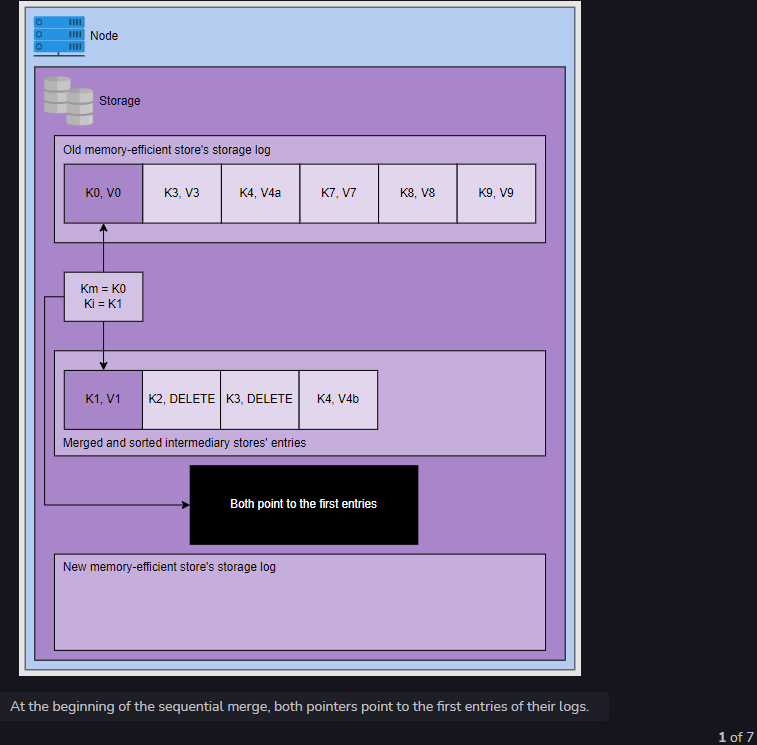 Node
Storage
Old memory-efficient store's storage log
K0, V0 K3, V3 K4, V4a K7, V7 K8, V8 K9, V9
Km = K0
Ki = K1
K1, V1 K2, DELETE K3, DELETE K4, V4b
Merged and sorted intermediary stores' entries
Both point to the first entries
New memory-efficient store's storage log
At the beginning of the sequential merge, both pointers point to the first entries of their logs.
1 of 7